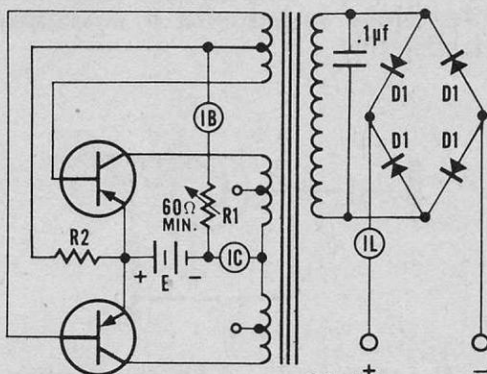 .1µf
D1 D1
IB
D1 D1
60Ω
MIN. R1
R2
IL
IC
+ E −
+ −